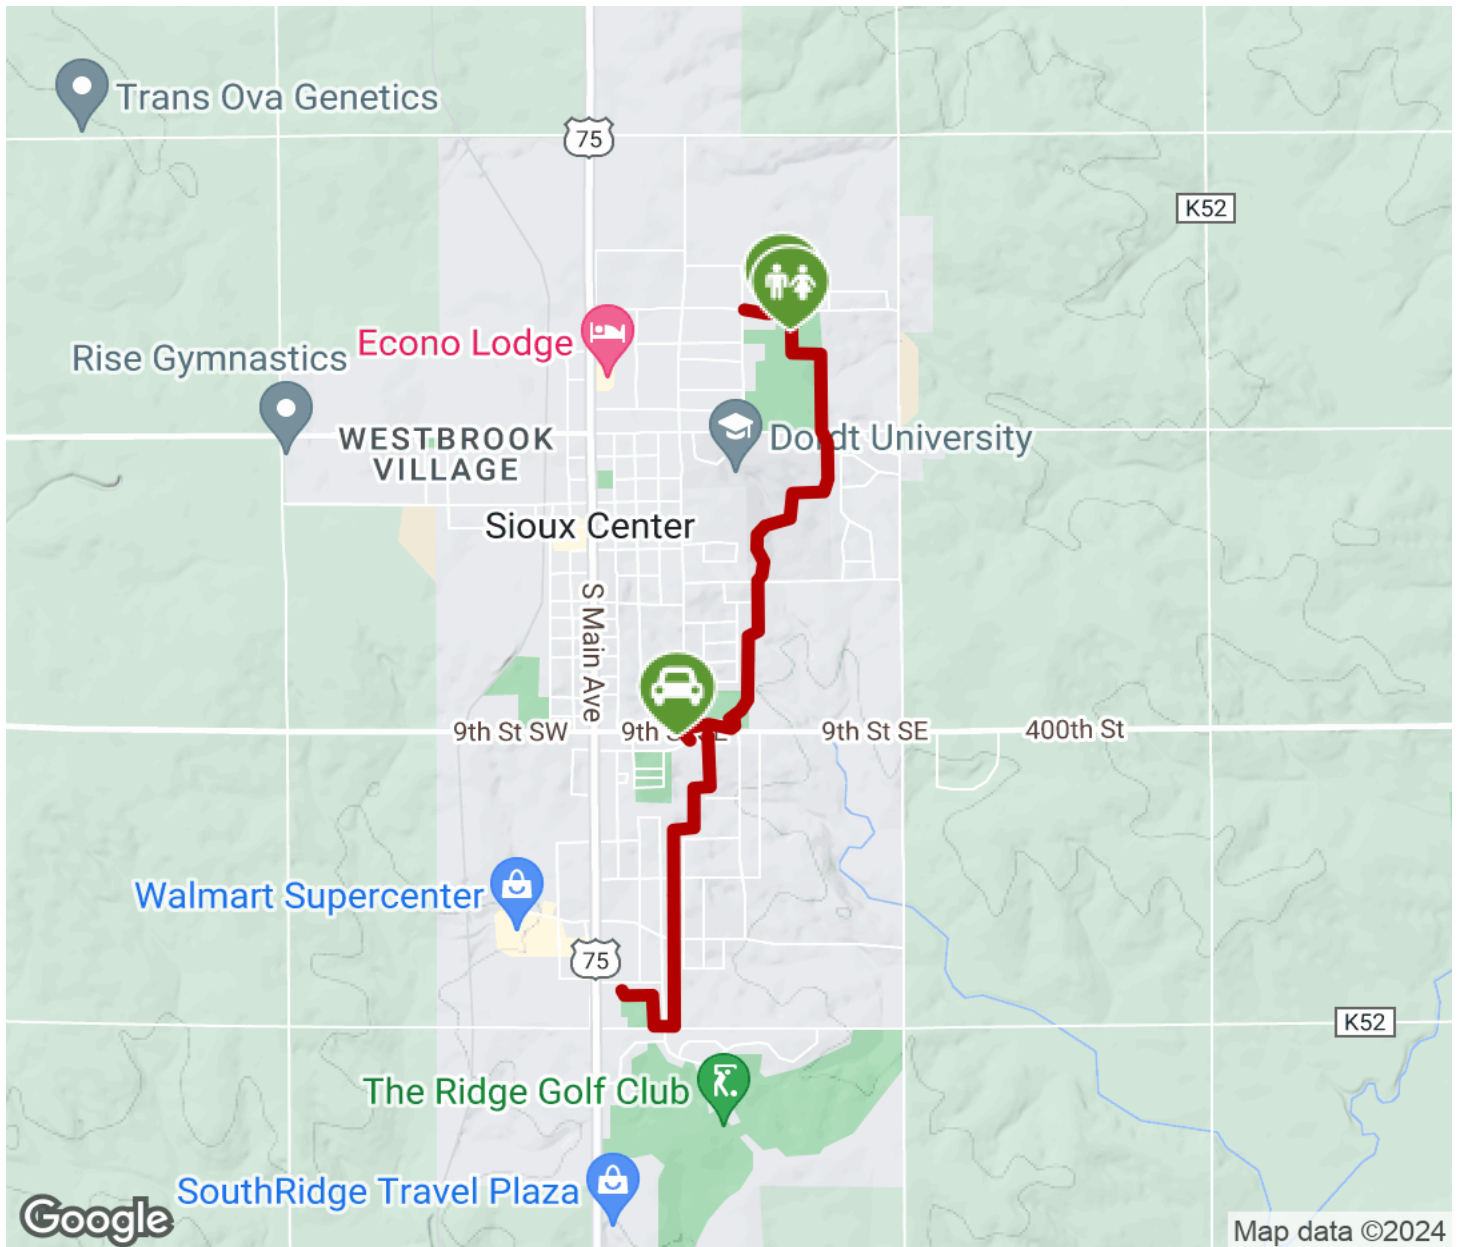 Trans Ova Genetics
75
K52
Econo Lodge
Rise Gymnastics
WESTBROOK
VILLAGE
Dordt University
Sioux Center
S Main Ave
9th St SW
9th St SE
9th St SE
400th St
Walmart Supercenter
75
K52
The Ridge Golf Club
SouthRidge Travel Plaza
Google
Map data ©2024